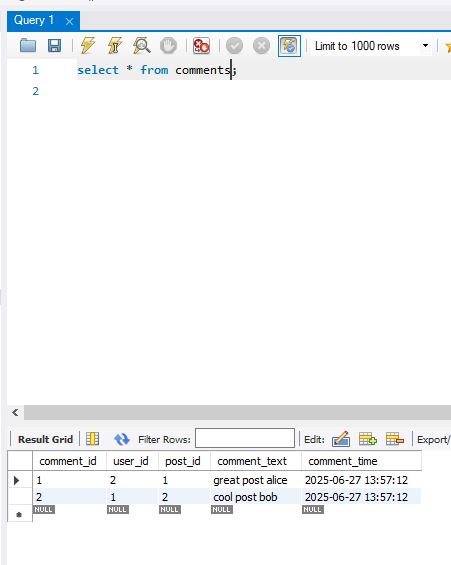 Query 1
Limit to 1000 rows
1 select * from comments;
2
Result Grid Filter Rows: Edit: Export/
comment_id user_id post_id comment_text comment_time
1 2 1 great post alice 2025-06-27 13:57:12
2 1 2 cool post bob 2025-06-27 13:57:12
NULL NULL NULL NULL NULL